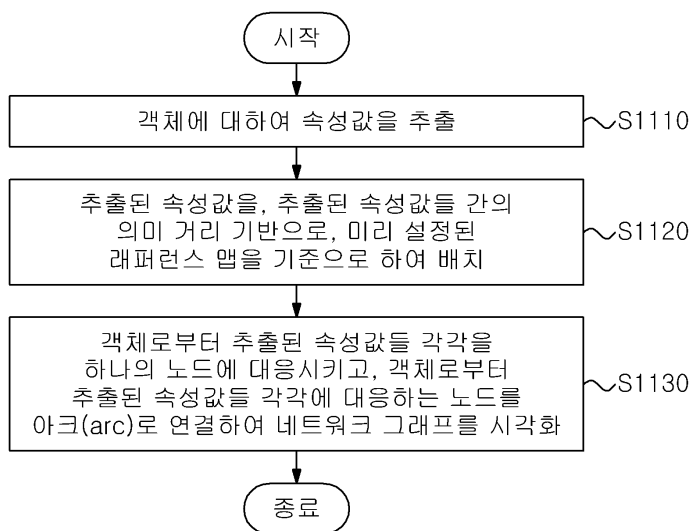 시작
객체에 대하여 속성값을 추출
S1110
추출된 속성값을, 추출된 속성값들 간의
의미 거리 기반으로, 미리 설정된
래퍼런스 맵을 기준으로 하여 배치
S1120
객체로부터 추출된 속성값들 각각을
하나의 노드에 대응시키고, 객체로부터
추출된 속성값들 각각에 대응하는 노드를
아크(arc)로 연결하여 네트워크 그래프를 시각화
S1130
종료